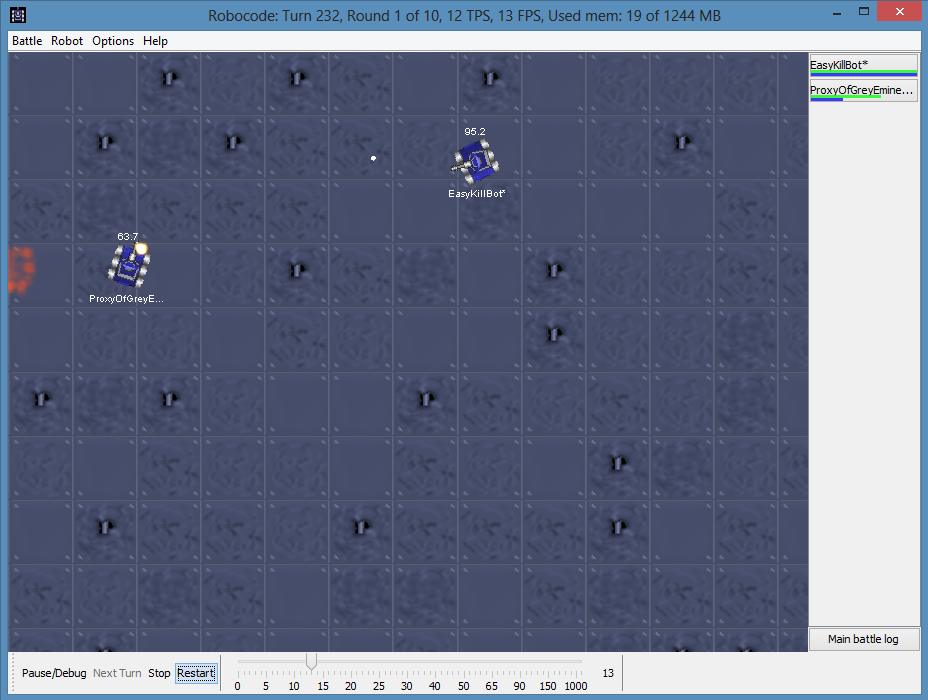 Robocode: Turn 232, Round 1 of 10, 12 TPS, 13 FPS, Used mem: 19 of 1244 MB
Battle Robot Options Help
EasyKillBot*
ProxyOfGreyEmine...
95.2
EasyKillBot*
63.7
ProxyOfGreyE...
Main battle log
Pause/Debug Next Turn Stop Restart 13
0 5 10 15 20 25 30 40 50 65 90 150 1000